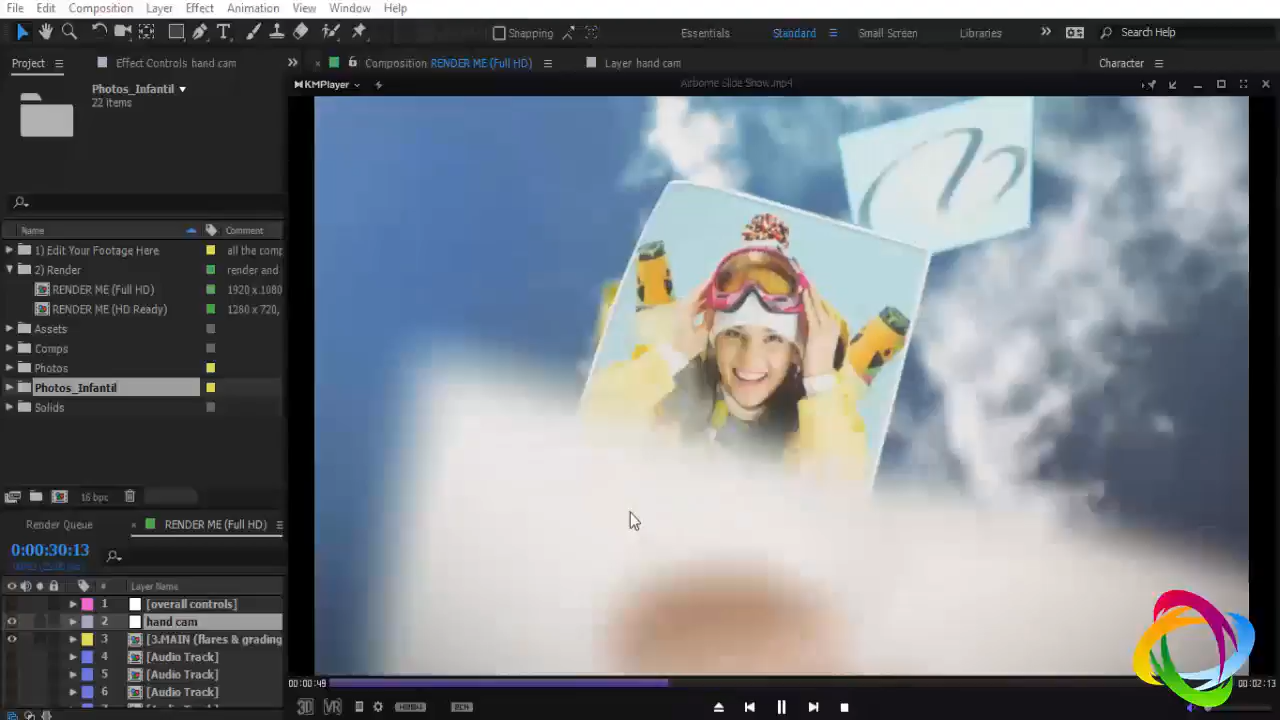 File Edit Composition Layer Effect Animation View Window Help
Snapping Essentials Standard Small Screen Libraries Search Help
Project Effect Controls hand cam Composition RENDER ME (Full HD) Layer hand cam Character
KMPlayer Airborne Slide Show.mp4
Photos_Infantil
22 items
Name Comment
1) Edit Your Footage Here all the comp
2) Render render and
RENDER ME (Full HD) 1920 x 1080
RENDER ME (HD Ready) 1280 x 720,
Assets
Comps
Photos
Photos_Infantil
Solids
16 bpc
Render Queue RENDER ME (Full HD)
0:00:30:13
# Layer Name
1 [overall controls]
2 hand cam
3 [3.MAIN (flares & grading
4 [Audio Track]
5 [Audio Track]
6 [Audio Track]
00:00:49 00:02:13
3D VR